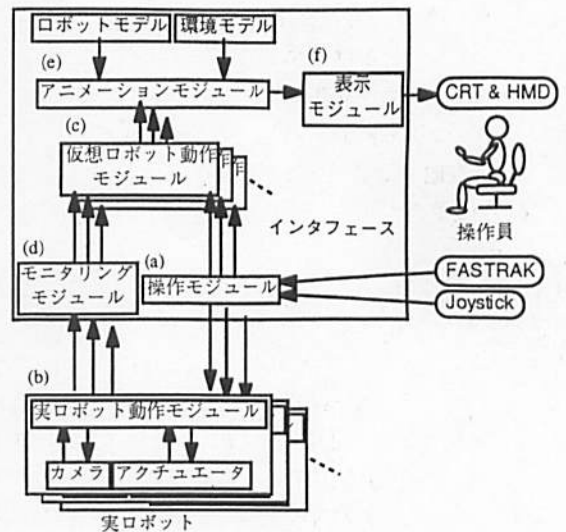 ロボットモデル
環境モデル
(e)
アニメーションモジュール
(f)
表示
モジュール
CRT & HMD
(c)
仮想ロボット動作
モジュール
作
作
インタフェース
操作員
(d)
モニタリング
モジュール
(a)
操作モジュール
FASTRAK
Joystick
(b)
実ロボット動作モジュール
カメラ
アクチュエータ
実ロボット